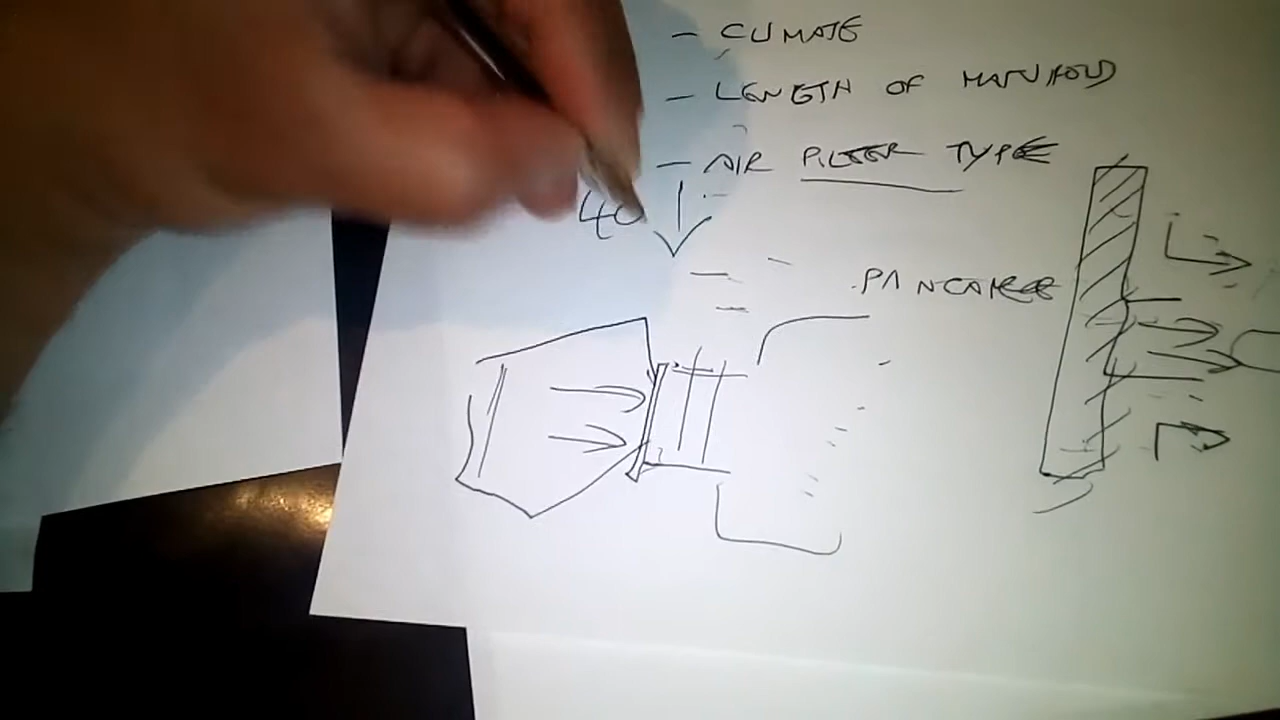 - CLIMATE
- LENGTH OF MANIFOLD
- AIR FILTER TYPE
40
PANCAKE